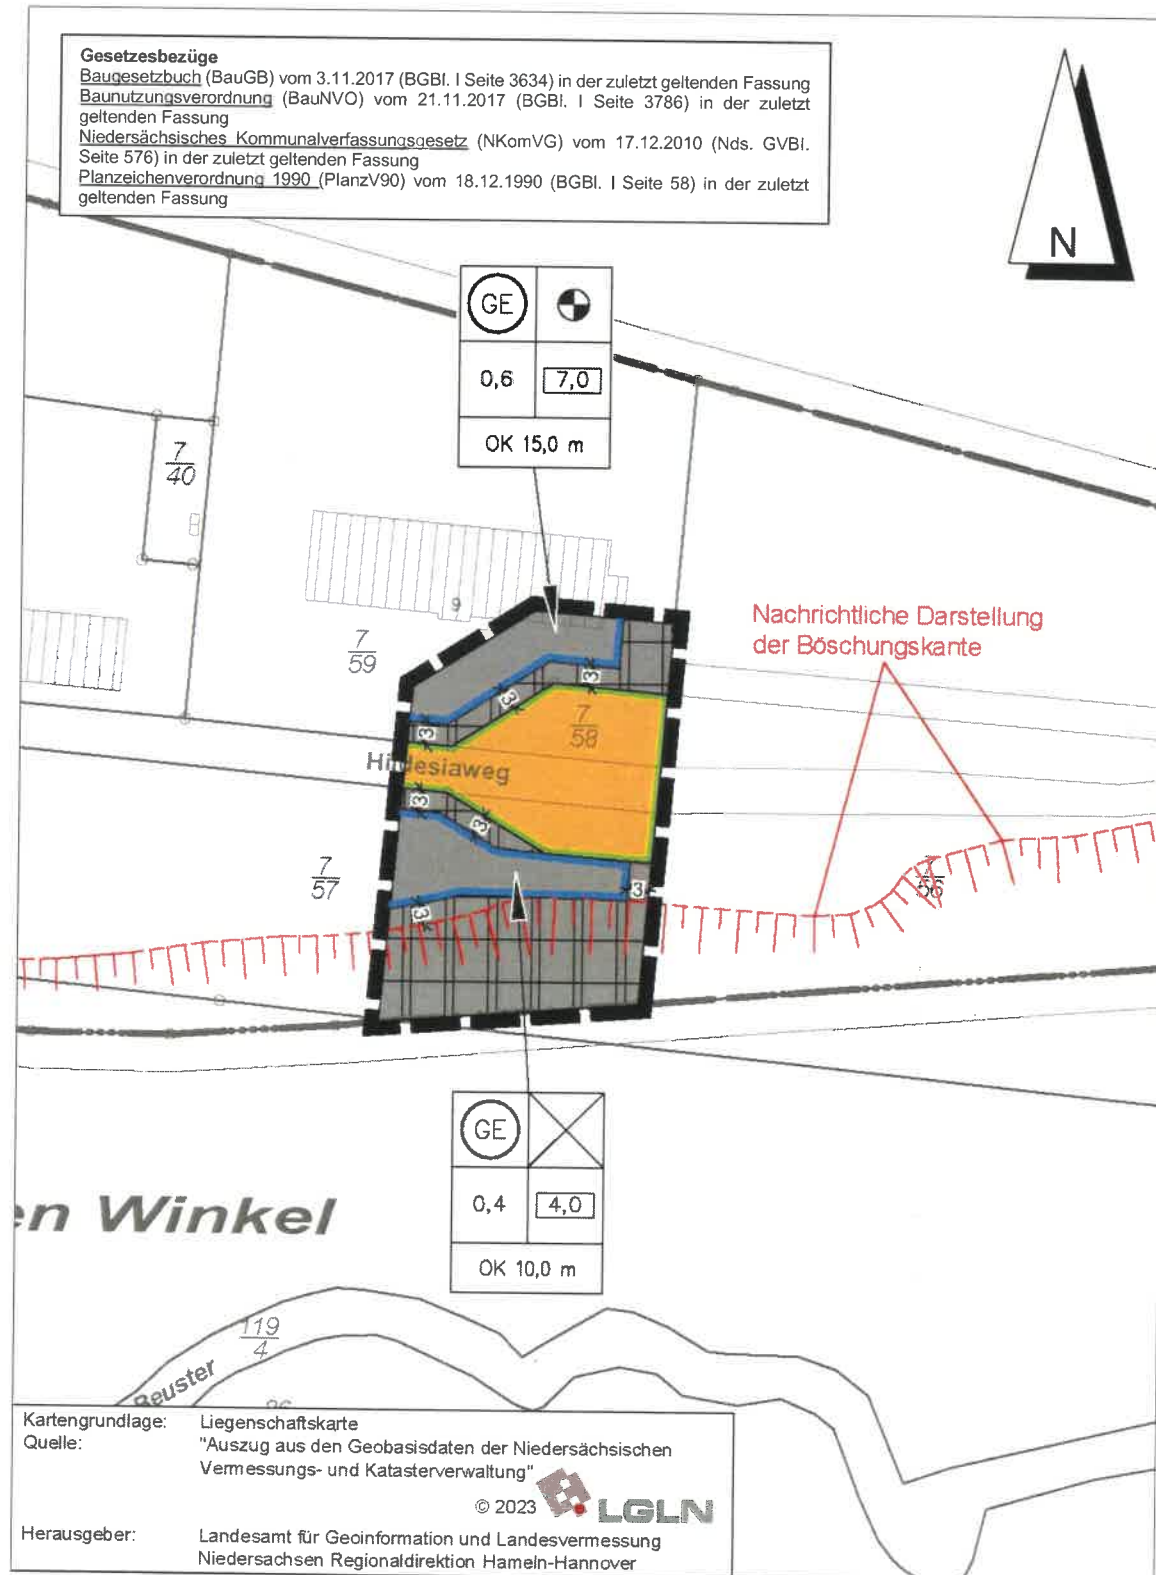 Gesetzesbezüge
Baugesetzbuch (BauGB) vom 3.11.2017 (BGBl. I Seite 3634) in der zuletzt geltenden Fassung
Baunutzungsverordnung (BauNVO) vom 21.11.2017 (BGBl. I Seite 3786) in der zuletzt
geltenden Fassung
Niedersächsisches Kommunalverfassungsgesetz (NKomVG) vom 17.12.2010 (Nds. GVBl.
Seite 576) in der zuletzt geltenden Fassung
Planzeichenverordnung 1990 (PlanzV90) vom 18.12.1990 (BGBl. I Seite 58) in der zuletzt
geltenden Fassung
N
GE
0,6 7,0
OK 15,0 m
7
40
9
7
59
Nachrichtliche Darstellung
der Böschungskante
3
3
3
7
58
Hildesiaweg
3
3
7
57
3
3
56
GE
0,4 4,0
OK 10,0 m
en Winkel
119
4
Beuster
Kartengrundlage: Liegenschaftskarte
Quelle: "Auszug aus den Geobasisdaten der Niedersächsischen
Vermessungs- und Katasterverwaltung"
© 2023 LGLN
Herausgeber: Landesamt für Geoinformation und Landesvermessung
Niedersachsen Regionaldirektion Hameln-Hannover